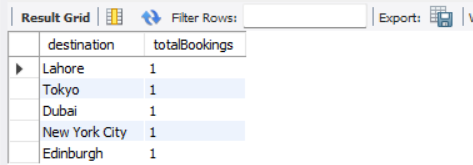 Result Grid Filter Rows: Export:
destination totalBookings
Lahore 1
Tokyo 1
Dubai 1
New York City 1
Edinburgh 1